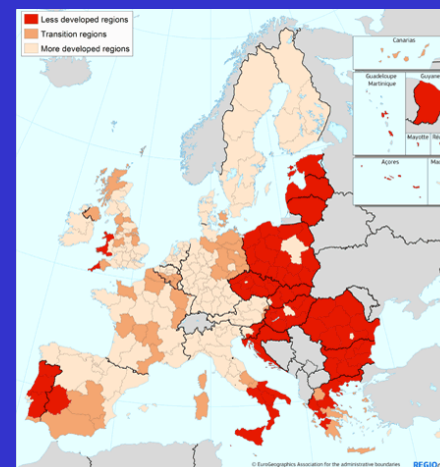 Less developed regions
Transition regions
More developed regions
Canarias
Guadeloupe
Martinique
Guyane
Mayotte
Açores
© EuroGeographics Association for the administrative boundaries